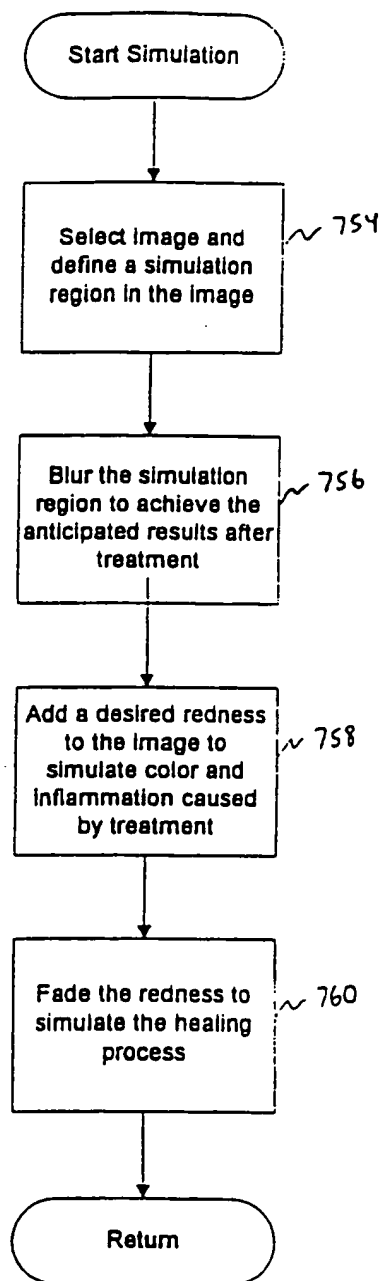 Start Simulation
Select image and
define a simulation
region in the image
754
Blur the simulation
region to achieve the
anticipated results after
treatment
756
Add a desired redness
to the image to
simulate color and
inflammation caused
by treatment
758
Fade the redness to
simulate the healing
process
760
Return